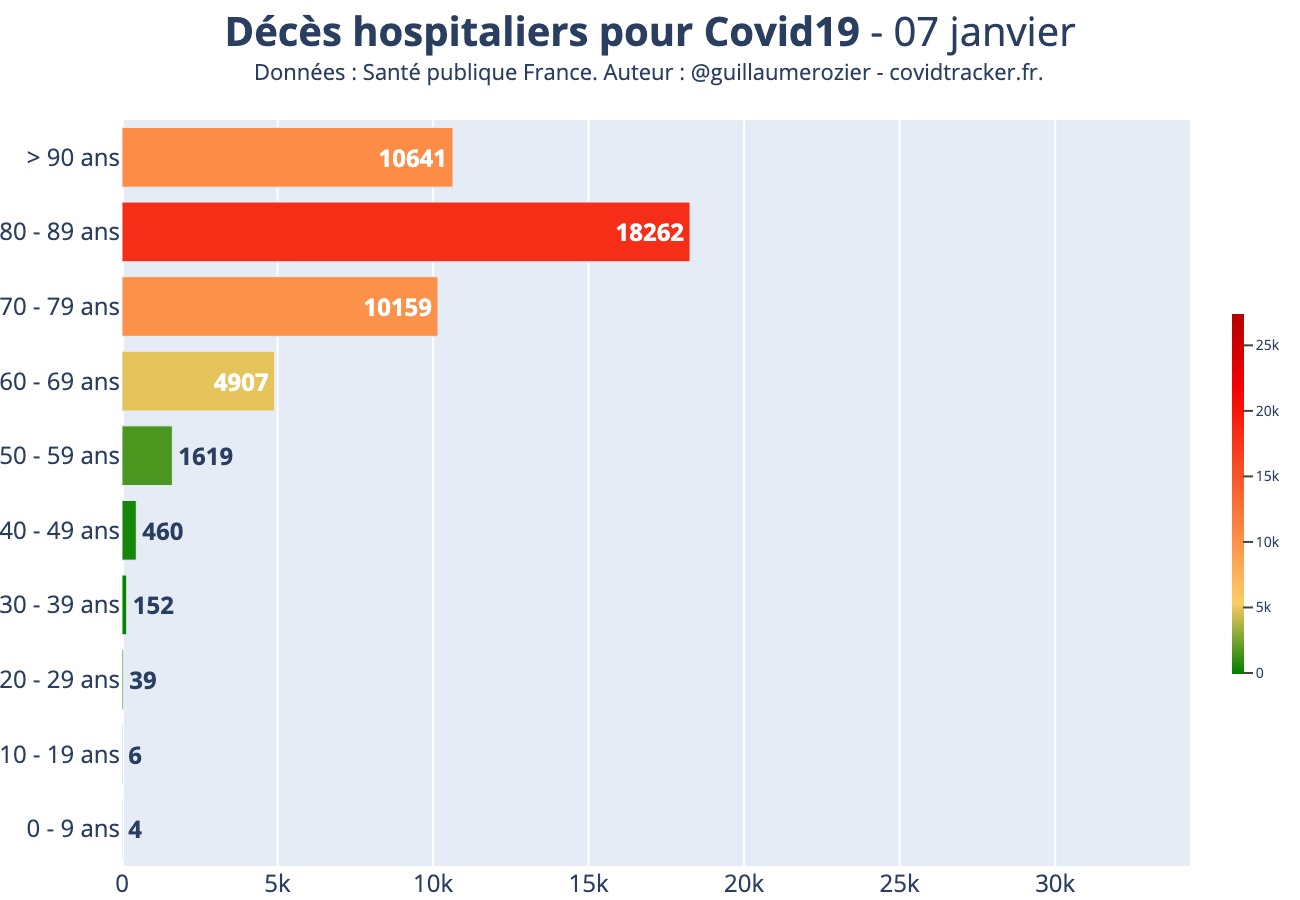 Décès hospitaliers pour Covid19 - 07 janvier
Données : Santé publique France. Auteur : @guillaumerozier - covidtracker.fr.
> 90 ans 10641
80 - 89 ans 18262
70 - 79 ans 10159
60 - 69 ans 4907
50 - 59 ans 1619
40 - 49 ans 460
30 - 39 ans 152
20 - 29 ans 39
10 - 19 ans 6
0 - 9 ans 4
0 5k 10k 15k 20k 25k 30k
25k
20k
15k
10k
5k
0